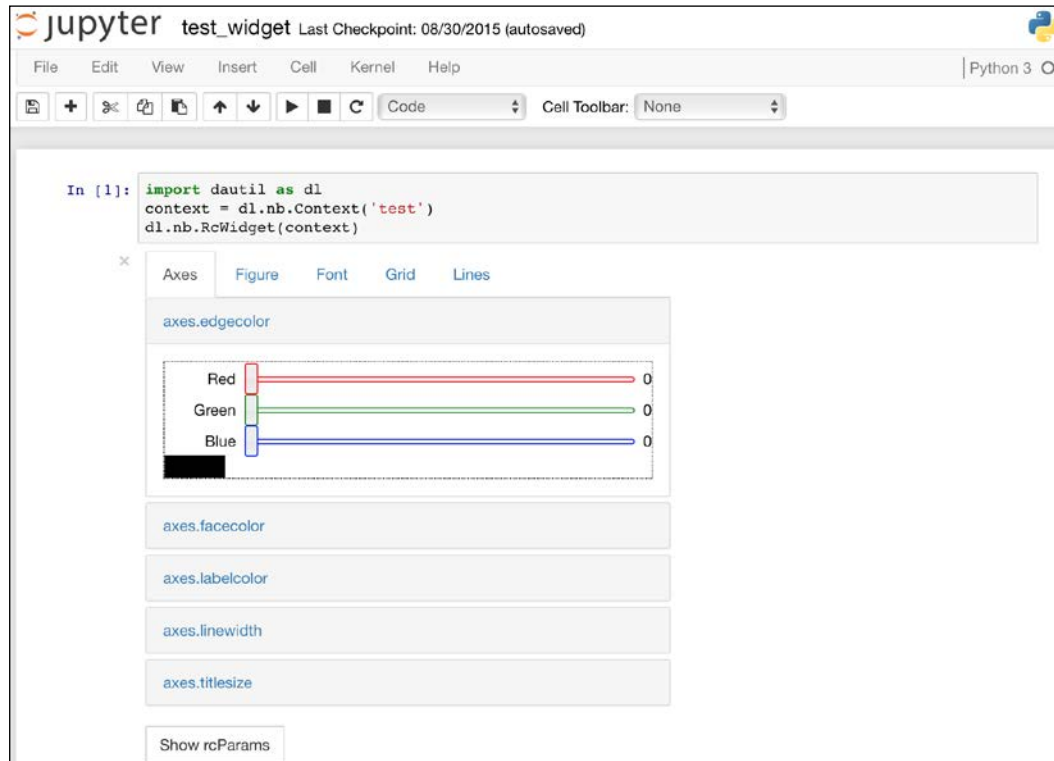 jupyter test_widget Last Checkpoint: 08/30/2015 (autosaved)
File Edit View Insert Cell Kernel Help Python 3
Code Cell Toolbar: None
In [1]: import dautil as dl
context = dl.nb.Context('test')
dl.nb.RcWidget(context)
Axes Figure Font Grid Lines
axes.edgecolor
Red 0
Green 0
Blue 0
axes.facecolor
axes.labelcolor
axes.linewidth
axes.titlesize
Show rcParams